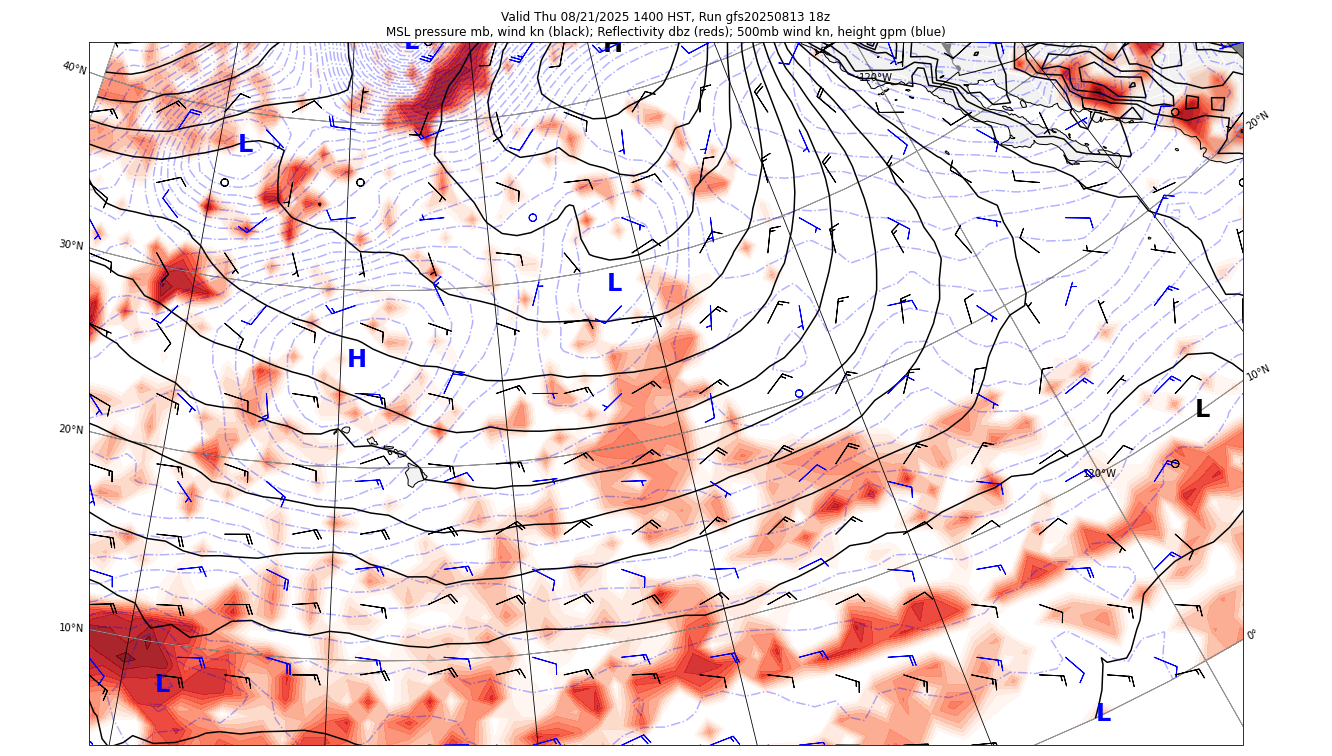 Valid Thu 08/21/2025 1400 HST, Run gfs20250813 18z
MSL pressure mb, wind kn (black); Reflectivity dbz (reds); 500mb wind kn, height gpm (blue)
L
H
40°N
120°W
20°N
L
30°N
L
H
10°N
L
20°N
120°W
10°N
0°
L
L